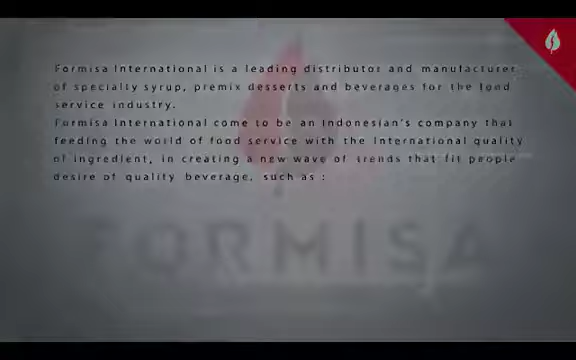 Formisa International is a leading distributor and manufacturer
of specialty syrup, premix desserts and beverages for the food
service industry.
Formisa International come to be an Indonesian's company that
feeding the world of food service with the International quality
of ingredient, in creating a new wave of trends that fit people
desire of quality beverage, such as :
FORMISA